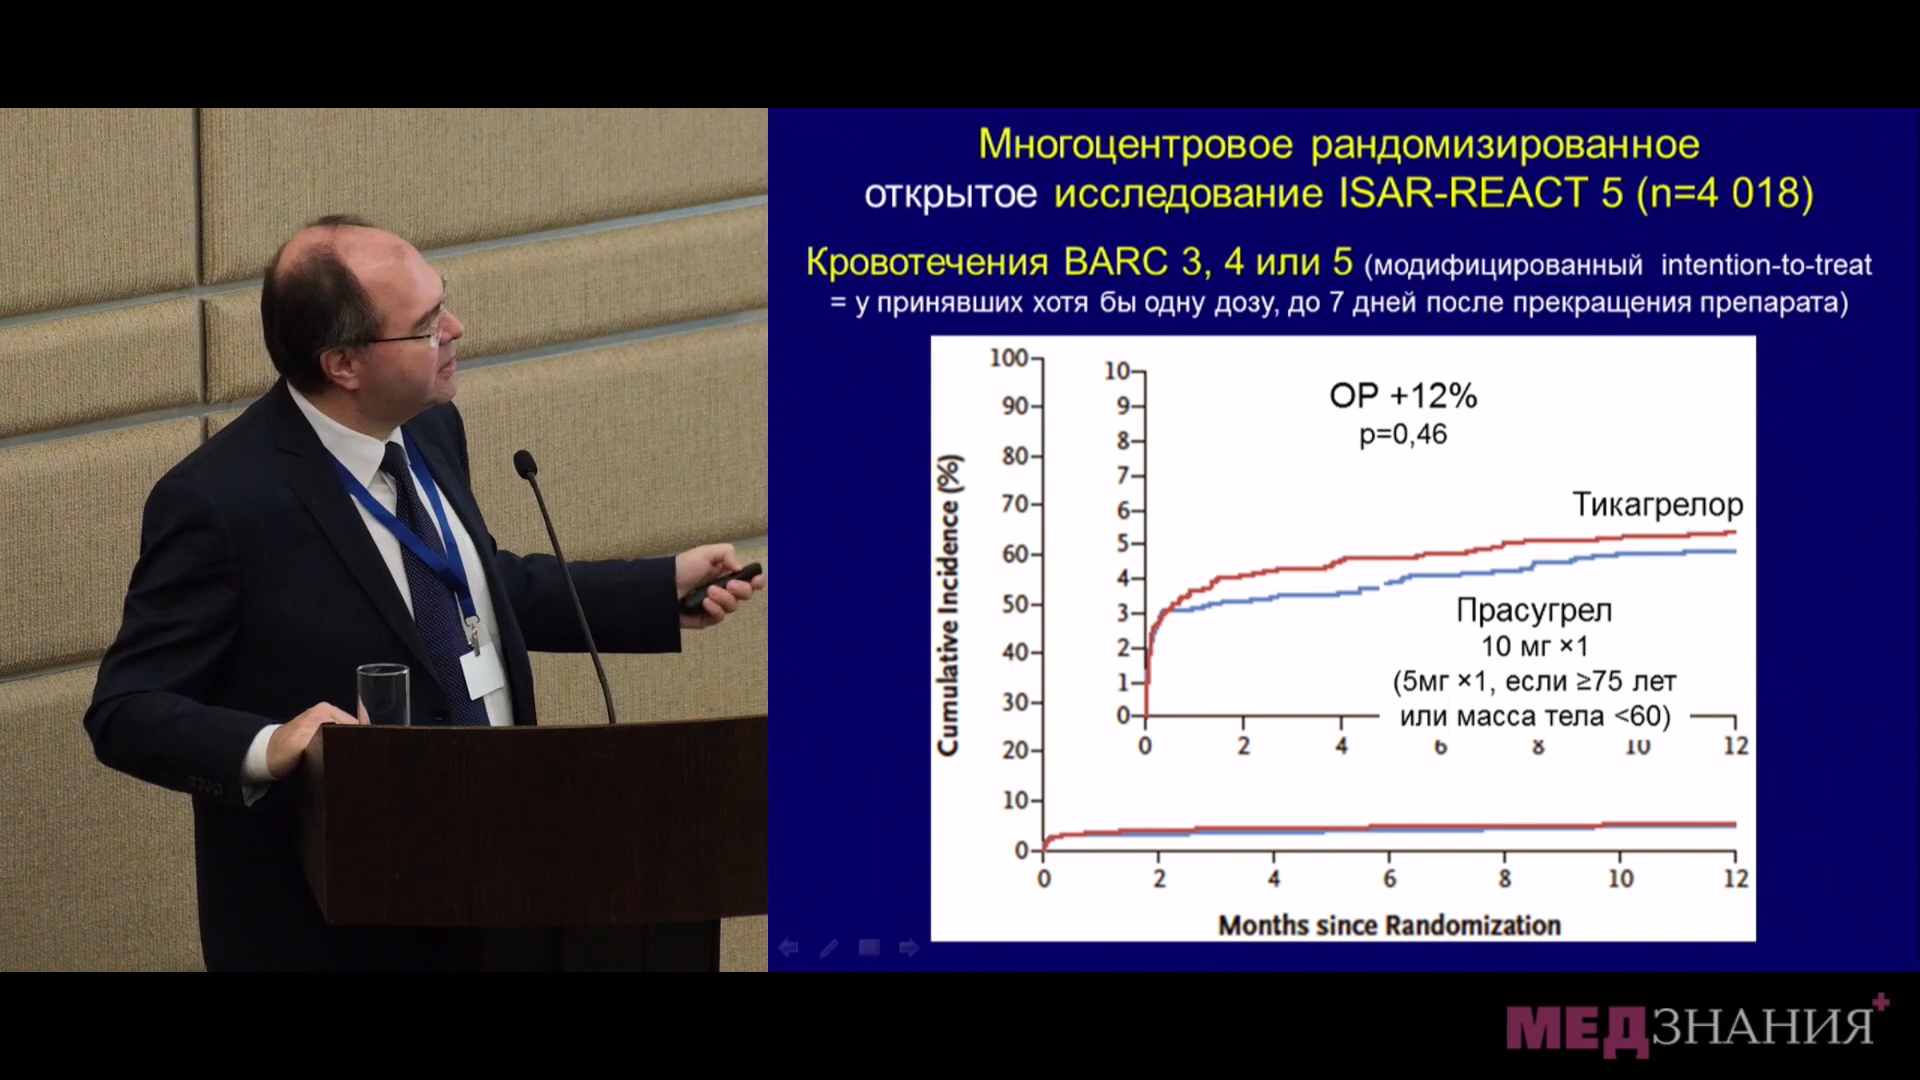 Многоцентровое рандомизированное
открытое исследование ISAR-REACT 5 (n=4 018)
Кровотечения BARC 3, 4 или 5 (модифицированный intention-to-treat
= у принявших хотя бы одну дозу, до 7 дней после прекращения препарата)
Cumulative Incidence (%)
100
90
80
70
60
50
40
30
20
10
0
10
9
8
7
6
5
4
3
2
1
0
ОР +12%
p=0,46
Тикагрелор
Прасугрел
10 мг ×1
(5мг ×1, если ≥75 лет
или масса тела <60)
0 2 4 6 8 10 12
0 2 4 6 8 10 12
Months since Randomization
МЕДЗНАНИЯ+